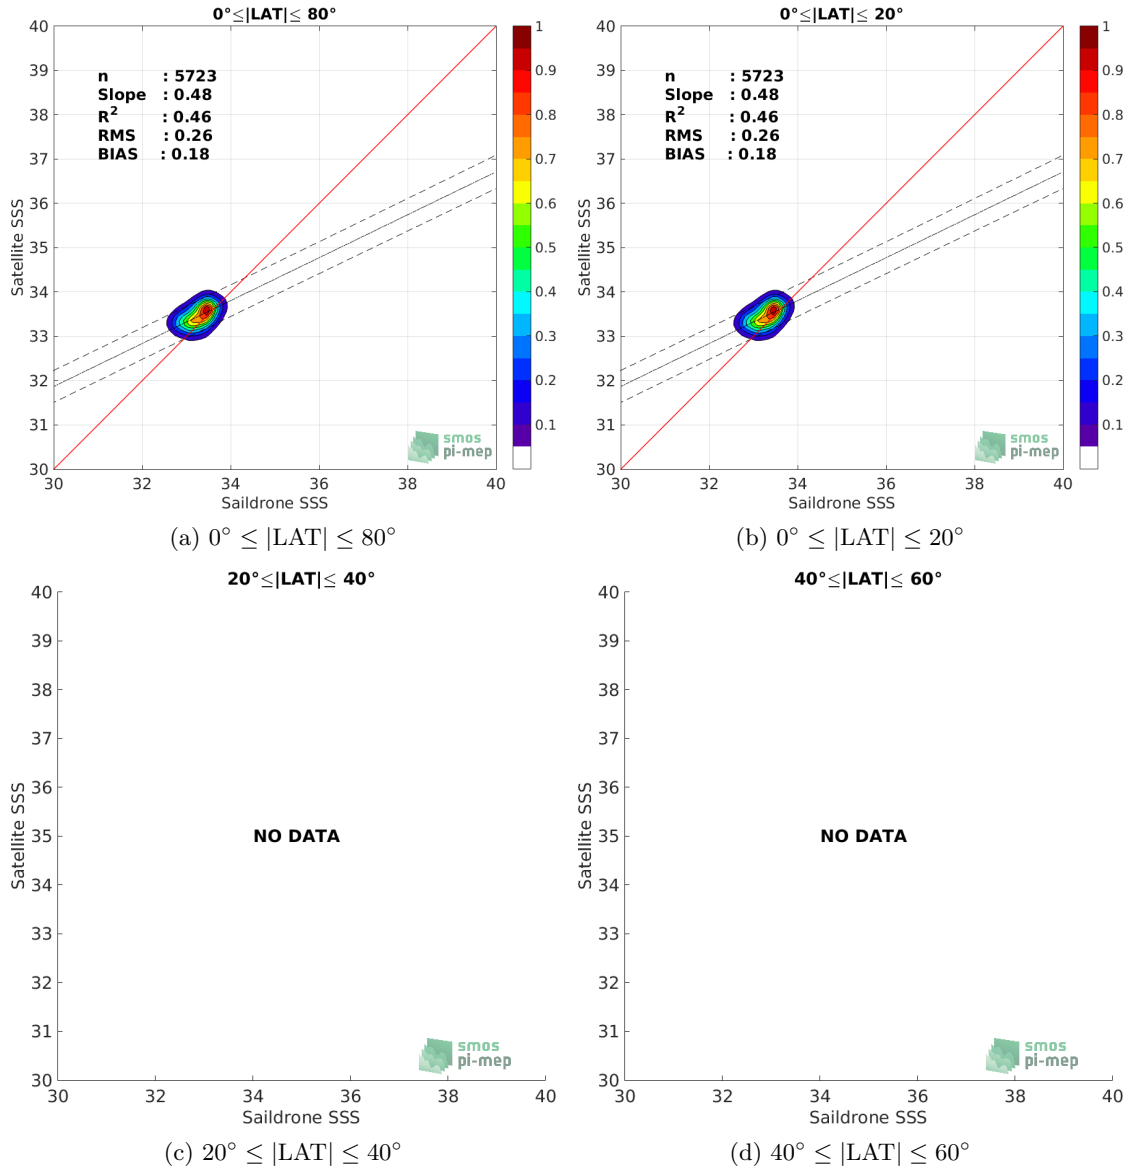 0°≤|LAT|≤ 80°
40
39
38
37
36
35
34
33
32
31
30
Satellite SSS
n : 5723
Slope : 0.48
R² : 0.46
RMS : 0.26
BIAS : 0.18
smos
pi-mep
30 32 34 36 38 40
Saildrone SSS
1
0.9
0.8
0.7
0.6
0.5
0.4
0.3
0.2
0.1
(a) 0° ≤ |LAT| ≤ 80°
0°≤|LAT|≤ 20°
40
39
38
37
36
35
34
33
32
31
30
Satellite SSS
n : 5723
Slope : 0.48
R² : 0.46
RMS : 0.26
BIAS : 0.18
smos
pi-mep
30 32 34 36 38 40
Saildrone SSS
1
0.9
0.8
0.7
0.6
0.5
0.4
0.3
0.2
0.1
(b) 0° ≤ |LAT| ≤ 20°
20°≤|LAT|≤ 40°
40
39
38
37
36
35
34
33
32
31
30
Satellite SSS
NO DATA
smos
pi-mep
30 32 34 36 38 40
Saildrone SSS
(c) 20° ≤ |LAT| ≤ 40°
40°≤|LAT|≤ 60°
40
39
38
37
36
35
34
33
32
31
30
Satellite SSS
NO DATA
smos
pi-mep
30 32 34 36 38 40
Saildrone SSS
(d) 40° ≤ |LAT| ≤ 60°